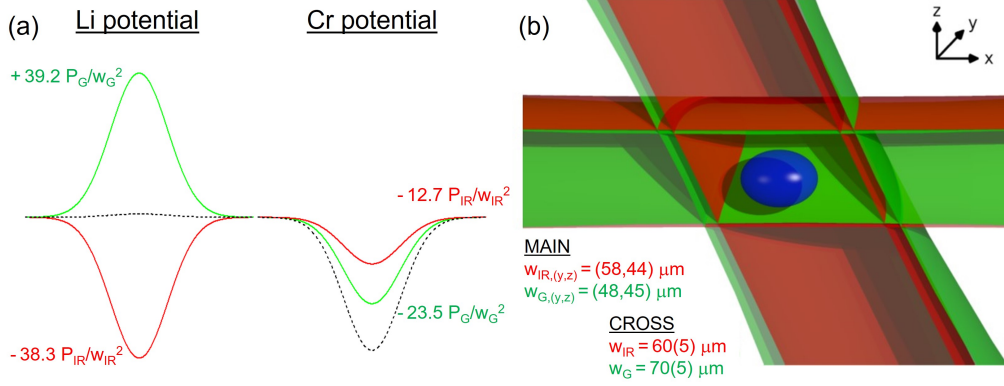 (a)
Li potential
Cr potential
+ 39.2 P_G/w_G^2
- 38.3 P_IR/w_IR^2
- 12.7 P_IR/w_IR^2
- 23.5 P_G/w_G^2
(b)
z
y
x
MAIN
w_IR,(y,z) = (58,44) µm
w_G,(y,z) = (48,45) µm
CROSS
w_IR = 60(5) µm
w_G = 70(5) µm